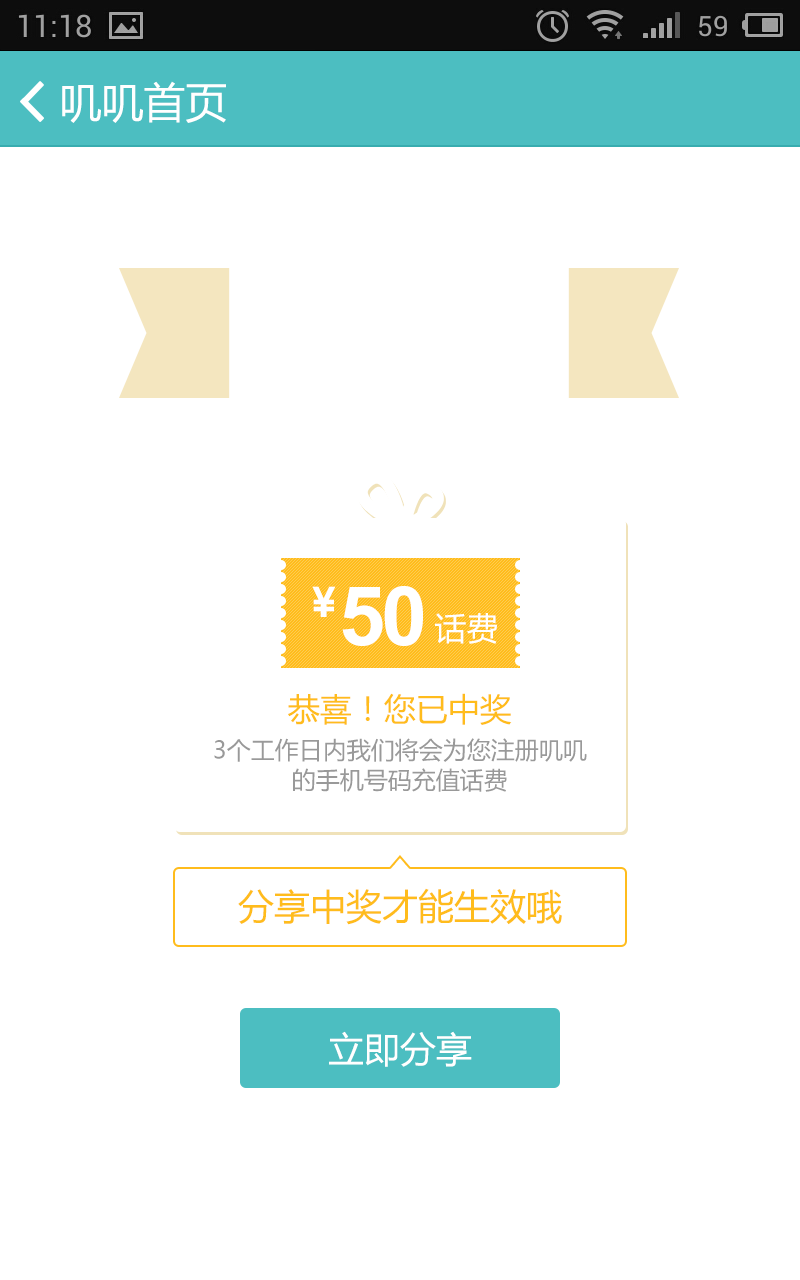 11:18
59
叽叽首页
¥50 话费
恭喜！您已中奖
3个工作日内我们将会为您注册叽叽
的手机号码充值话费
分享中奖才能生效哦
立即分享